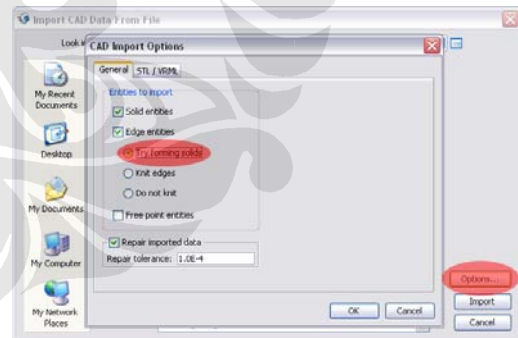 Import CAD Data From File
Look i
CAD Import Options
General STL / VRML
Entities to import
Solid entities
Edge entities
Try forming solids
Knit edges
Do not knit
Free point entities
Repair imported data
Repair tolerance: 1.0E-4
OK Cancel
My Recent Documents
Desktop
My Documents
My Computer
My Network Places
Options...
Import
Cancel